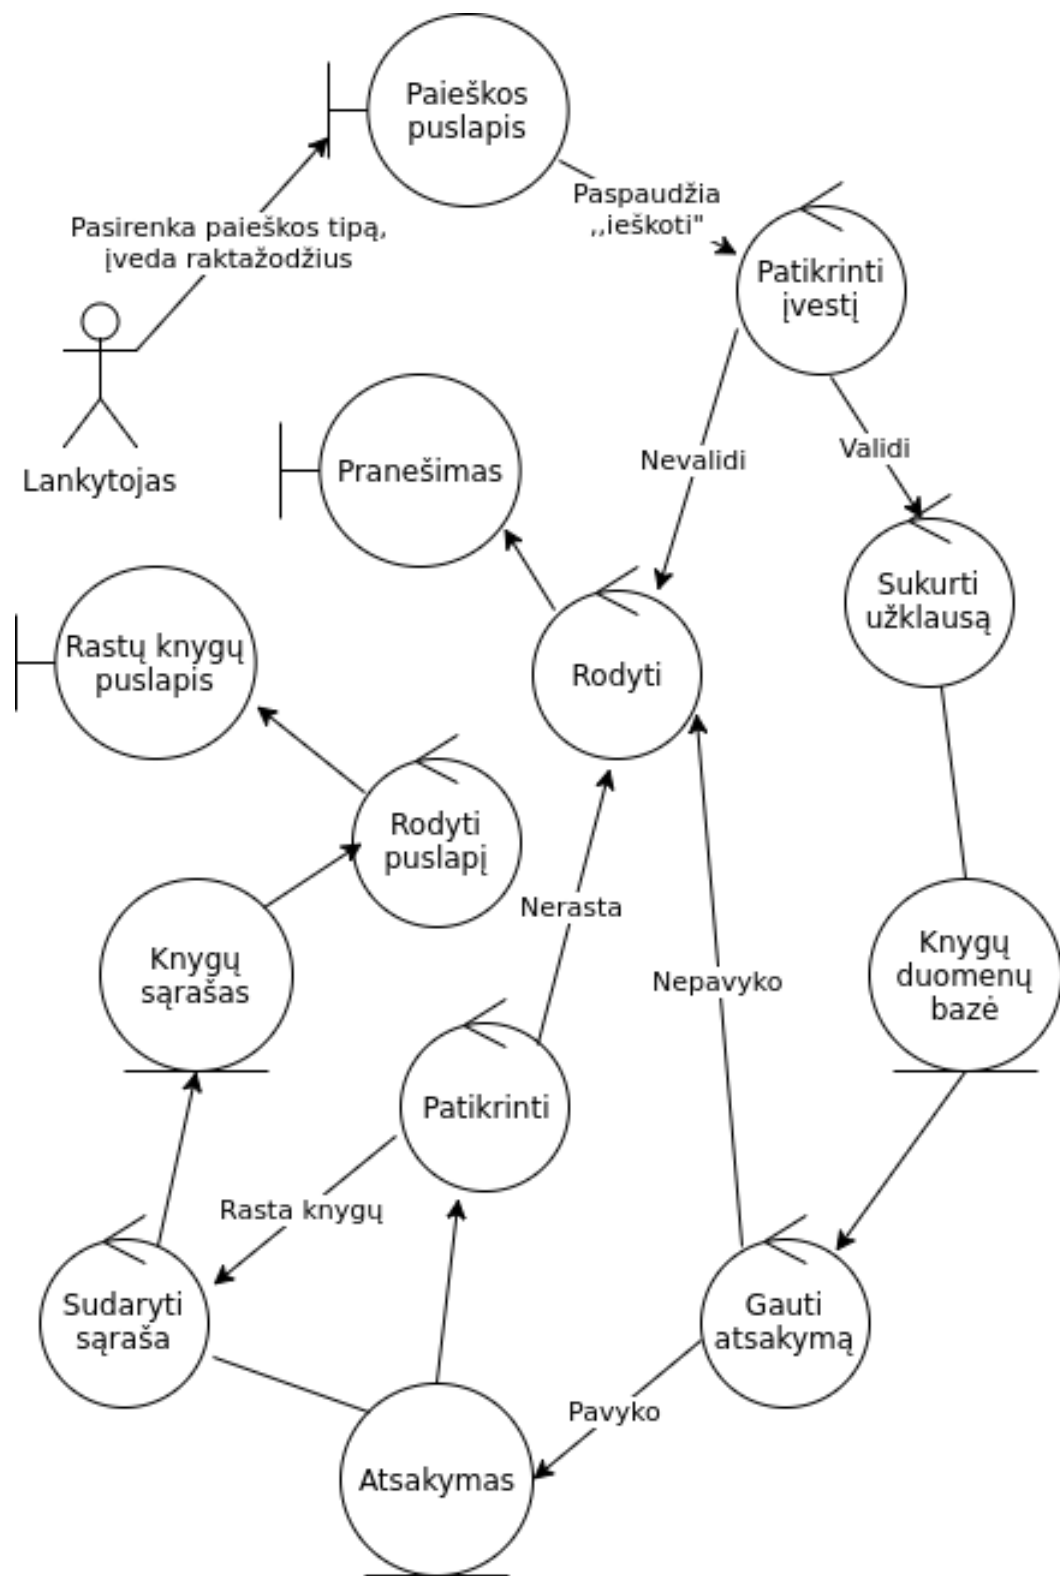 Paieškos
puslapis
Paspaudžia
,,ieškoti"
Pasirenka paieškos tipą,
įveda raktažodžius
Patikrinti
įvestį
Lankytojas
Pranešimas
Nevalidi
Validi
Sukurti
užklausą
Rastų knygų
puslapis
Rodyti
Rodyti
puslapį
Nerasta
Knygų
sąrašas
Nepavyko
Knygų
duomenų
bazė
Patikrinti
Rasta knygų
Sudaryti
sąraša
Gauti
atsakymą
Pavyko
Atsakymas